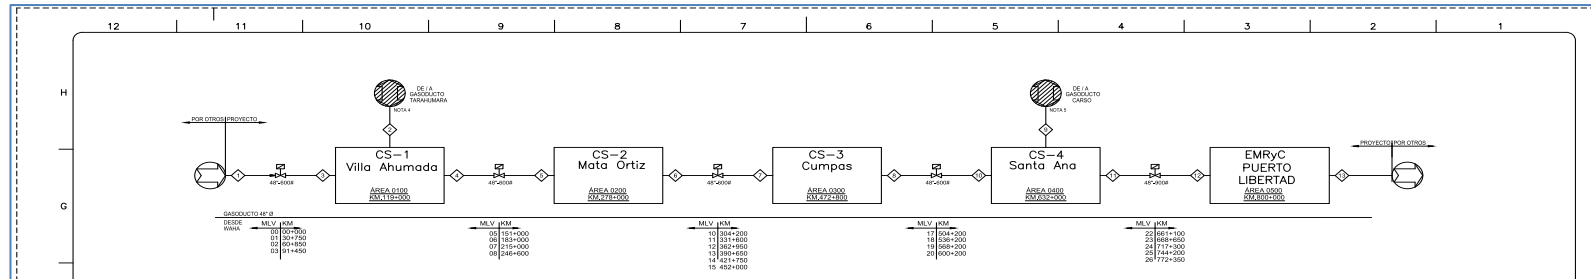 12 11 10 9 8 7 6 5 4 3 2 1
H
G
DE / A
GASODUCTO
TARAHUMARA
NOTA 4
DE / A
GASODUCTO
CARSO
NOTA 5
POR OTROS PROYECTO
PROYECTO POR OTROS
1
48"-600#
3
2
CS-1
Villa Ahumada
ÁREA 0100
KM.119+000
4
48"-600#
5
CS-2
Mata Ortiz
ÁREA 0200
KM.278+000
6
48"-600#
7
CS-3
Cumpas
ÁREA 0300
KM.472+800
8
48"-600#
10
9
CS-4
Santa Ana
ÁREA 0400
KM.632+000
11
48"-900#
12
EMRyC
PUERTO
LIBERTAD
ÁREA 0500
KM.800+000
13
GASODUCTO 48" Ø
DESDE
WAHA
MLV KM
00 00+000
01 30+750
02 60+850
03 91+450
MLV KM
05 151+000
06 183+000
07 215+000
08 246+600
MLV KM
10 304+200
11 331+600
12 362+950
13 390+650
14 421+750
15 452+000
MLV KM
17 504+200
18 536+200
19 568+200
20 600+200
MLV KM
22 661+100
23 668+650
24 717+300
25 744+200
26 772+350